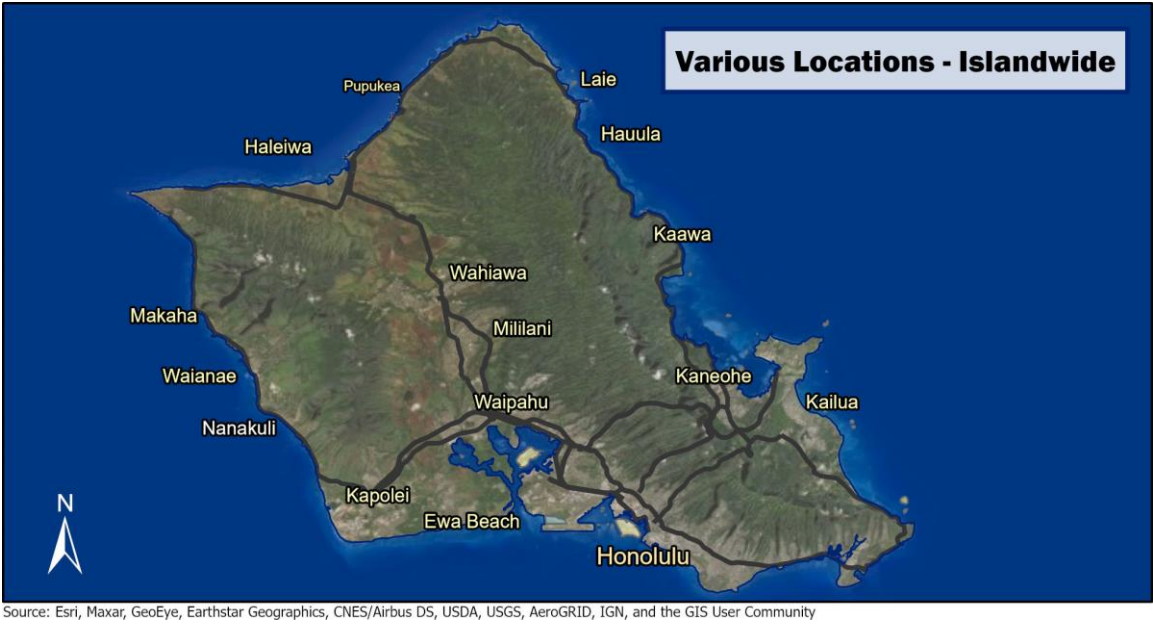 Various Locations - Islandwide
Laie
Pupukea
Hauula
Haleiwa
Kaawa
Wahiawa
Makaha
Mililani
Waianae
Kaneohe
Waipahu
Kailua
Nanakuli
Kapolei
N
Ewa Beach
Honolulu
Source: Esri, Maxar, GeoEye, Earthstar Geographics, CNES/Airbus DS, USDA, USGS, AeroGRID, IGN, and the GIS User Community